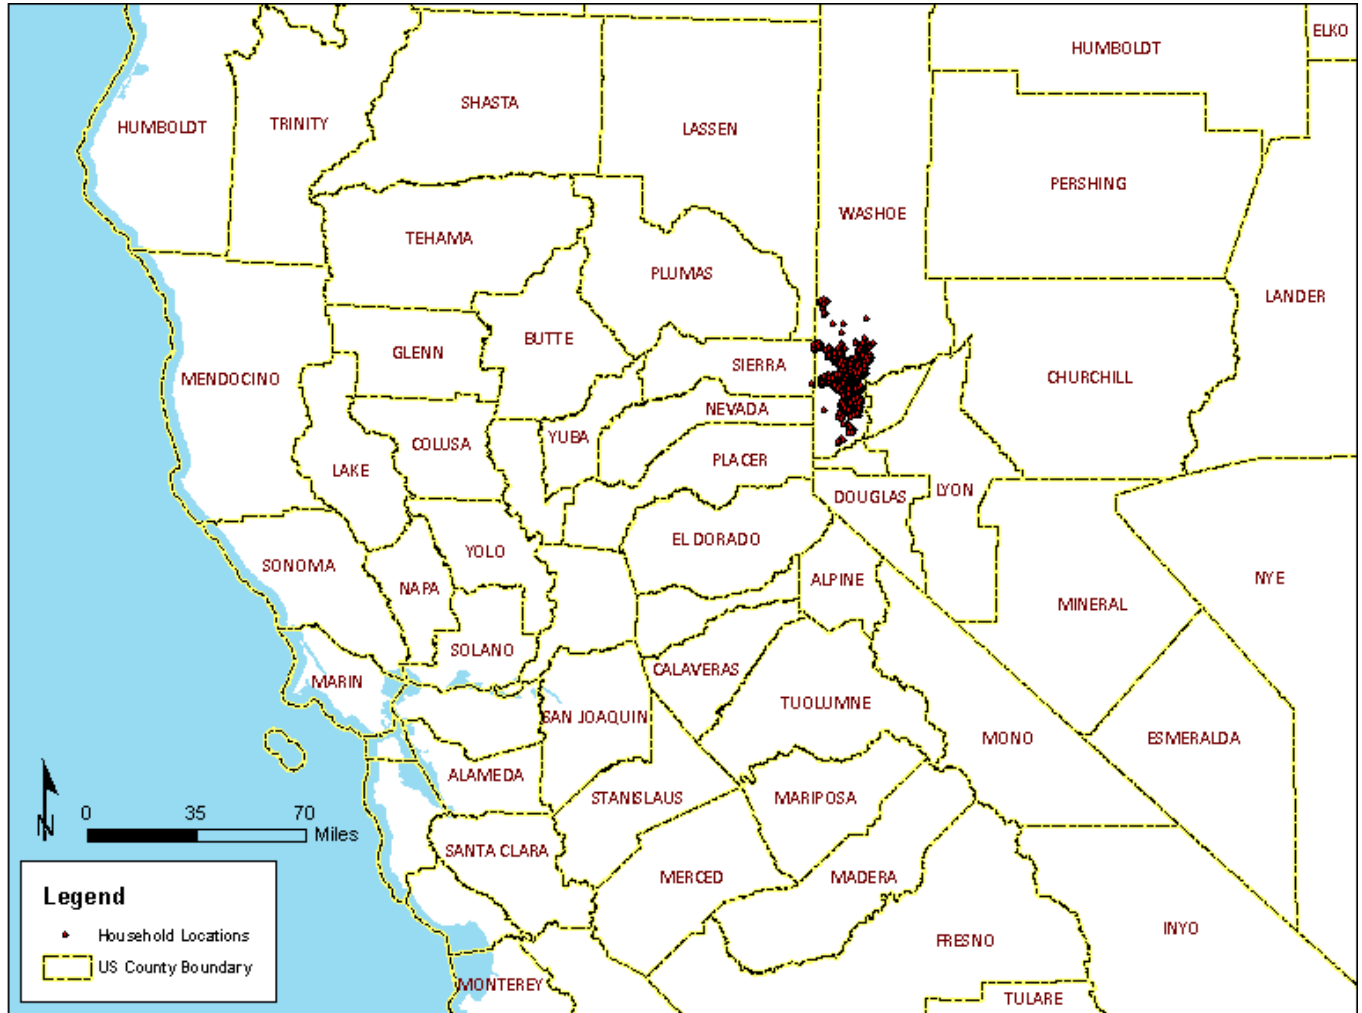 ELKO
HUMBOLDT
SHASTA
HUMBOLDT
TRINITY
LASSEN
PERSHING
WASHOE
TEHAMA
PLUMAS
LANDER
BUTTE
GLENN
SIERRA
MENDOCINO
CHURCHILL
NEVADA
YUBA
COLUSA
PLACER
LAKE
DOUGLAS
LYON
EL DORADO
YOLO
SONOMA
NAPA
ALPINE
NYE
MINERAL
SOLANO
CALAVERAS
MARIN
TUOLUMNE
SAN JOAQUIN
MONO
ESMERALDA
ALAMEDA
STANISLAUS
MARIPOSA
N
0 35 70
Miles
SANTA CLARA
MERCED
MADERA
Legend
Household Locations
US County Boundary
INYO
FRESNO
MONTEREY
TULARE